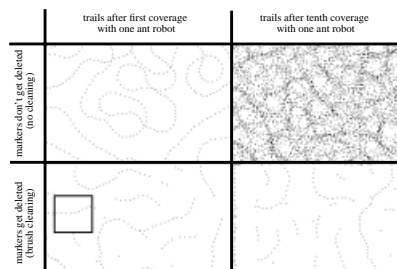 trails after first coverage
with one ant robot
trails after tenth coverage
with one ant robot
markers don't get deleted
(no cleaning)
markers get deleted
(brush cleaning)